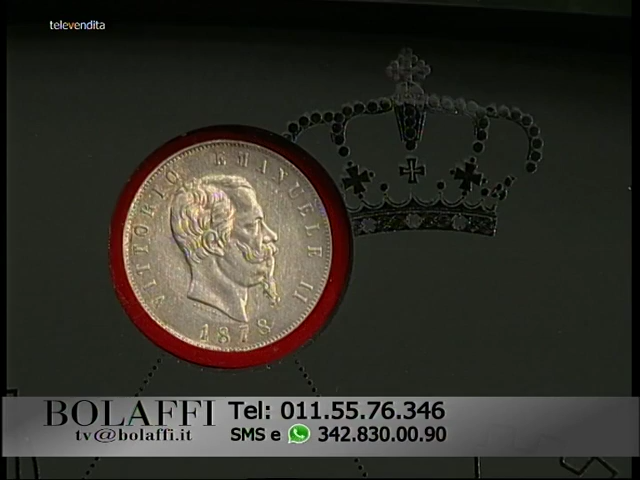 televendita
VITTORIO EMANUELE II
1878
BOLAFFI
tv@bolaffi.it
Tel: 011.55.76.346
SMS e 342.830.00.90